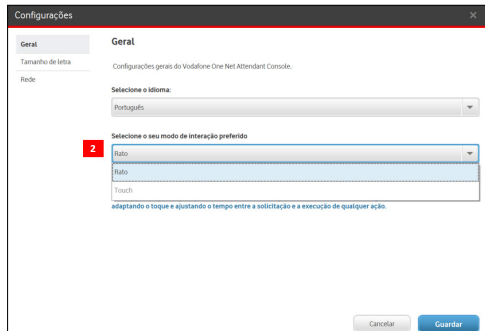 Configurações
Geral
Tamanho de letra
Rede
Geral
Configurações gerais do Vodafone One Net Attendant Console.
Selecione o idioma:
Português
Selecione o seu modo de interação preferido
2
Rato
Rato
Touch
adaptando o toque e ajustando o tempo entre a solicitação e a execução de qualquer ação.
Cancelar
Guardar